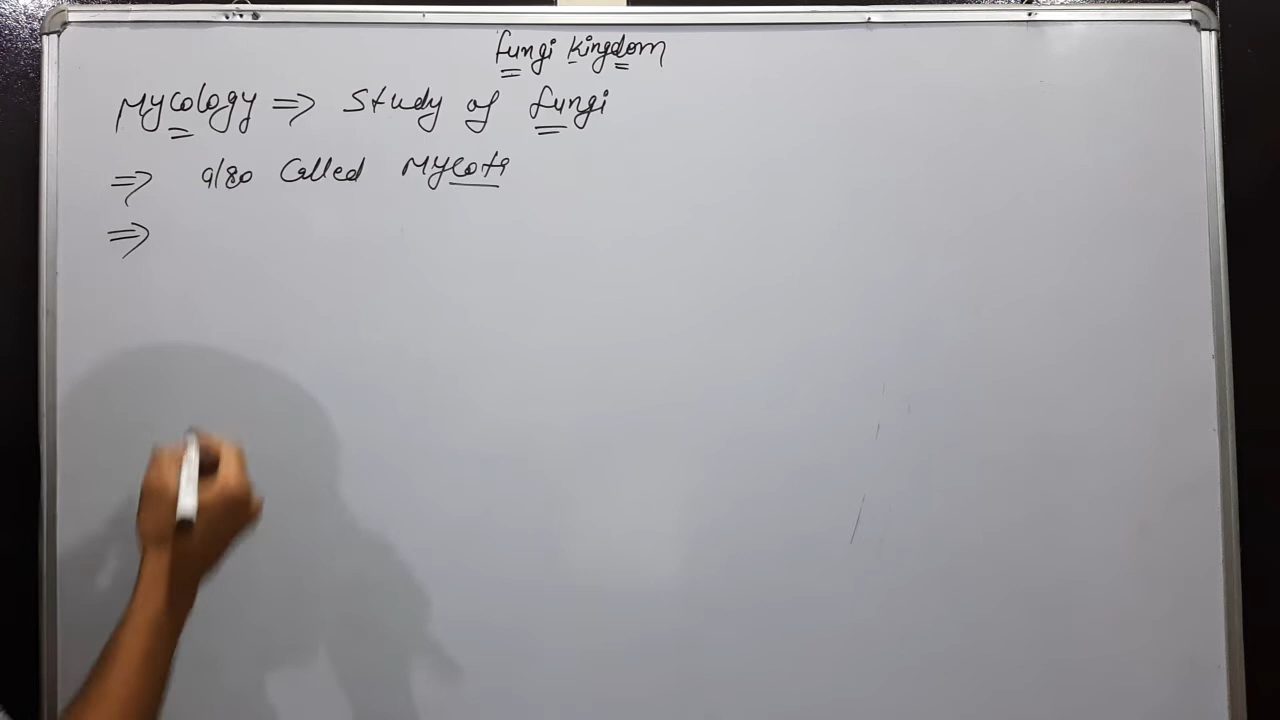 fungi kingdom
Mycology ⇒ Study of fungi
⇒ also Called Mycota
⇒